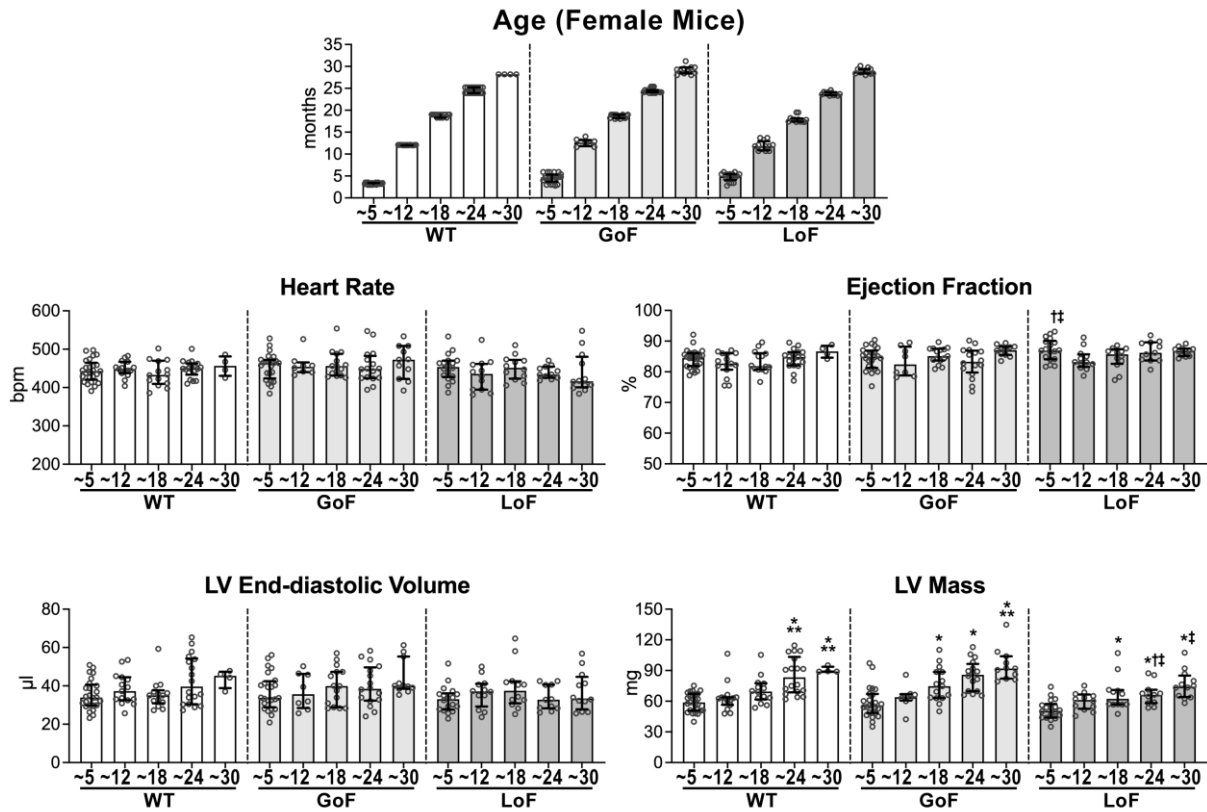 Age (Female Mice)
35
30
25
20
15
10
5
0
months
~5 ~12 ~18 ~24 ~30 ~5 ~12 ~18 ~24 ~30 ~5 ~12 ~18 ~24 ~30
WT GoF LoF
Heart Rate
600
500
400
300
200
bpm
~5 ~12 ~18 ~24 ~30 ~5 ~12 ~18 ~24 ~30 ~5 ~12 ~18 ~24 ~30
WT GoF LoF
Ejection Fraction
100
90
80
70
60
50
%
†‡
~5 ~12 ~18 ~24 ~30 ~5 ~12 ~18 ~24 ~30 ~5 ~12 ~18 ~24 ~30
WT GoF LoF
LV End-diastolic Volume
80
60
40
20
0
µl
~5 ~12 ~18 ~24 ~30 ~5 ~12 ~18 ~24 ~30 ~5 ~12 ~18 ~24 ~30
WT GoF LoF
LV Mass
150
120
90
60
30
0
mg
* * * * * * *†‡ *‡
** ** **
~5 ~12 ~18 ~24 ~30 ~5 ~12 ~18 ~24 ~30 ~5 ~12 ~18 ~24 ~30
WT GoF LoF